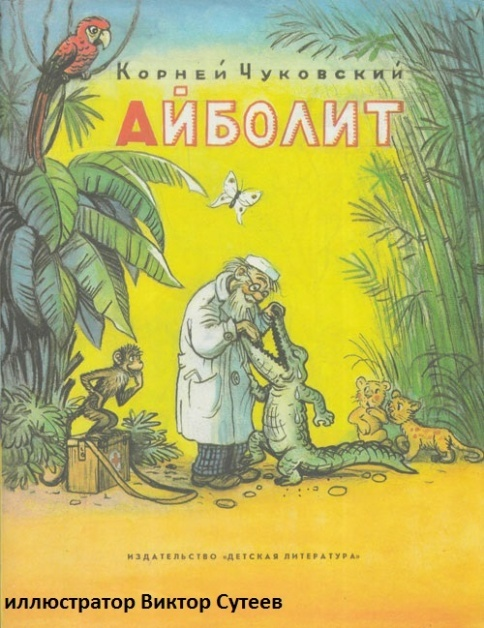 Корней Чуковский
АЙБОЛИТ
ИЗДАТЕЛЬСТВО «ДЕТСКАЯ ЛИТЕРАТУРА»
иллюстратор Виктор Сутеев